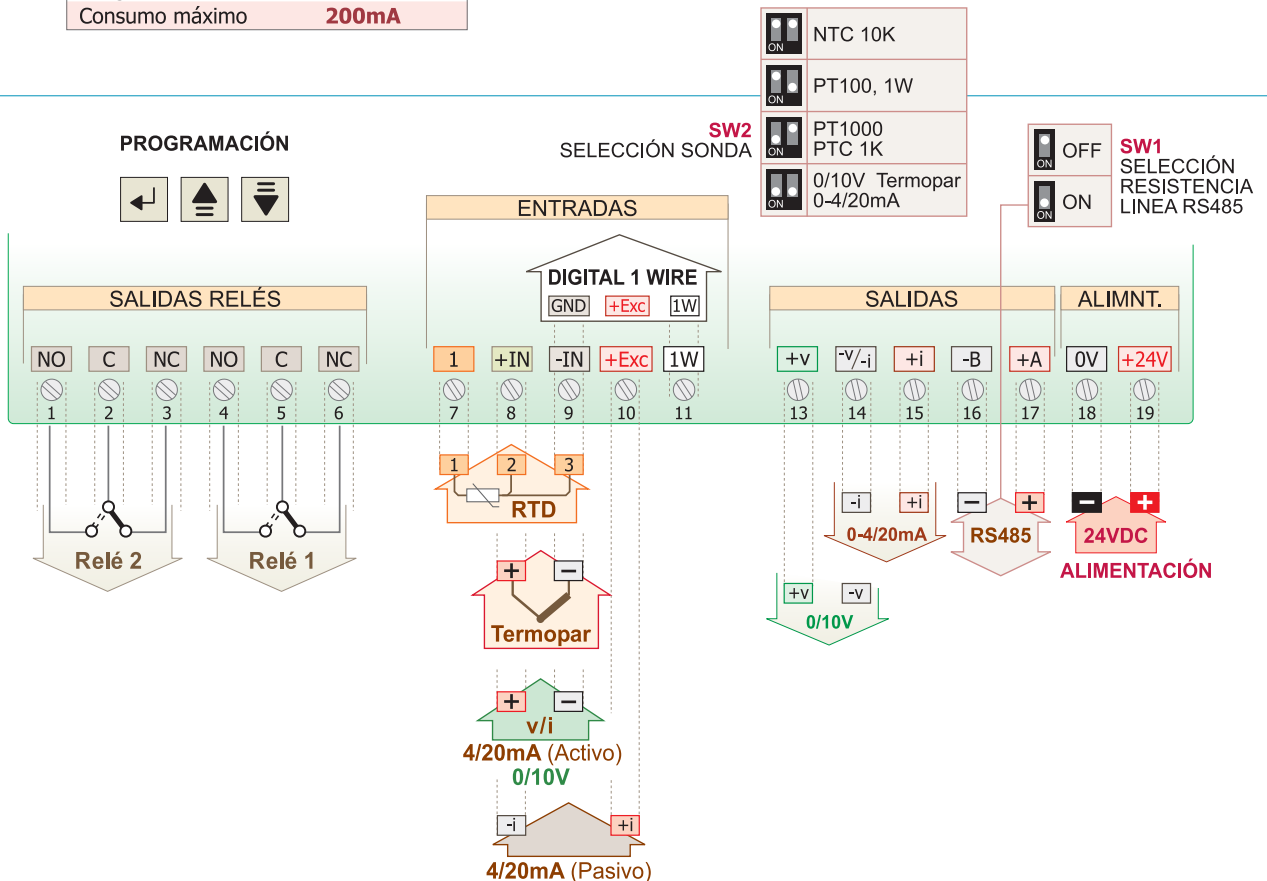 Consumo máximo 200mA
ON NTC 10K
ON PT100, 1W
SW2
SELECCIÓN SONDA
ON PT1000
PTC 1K
ON 0/10V Termopar
0-4/20mA
ON OFF
ON ON
SW1
SELECCIÓN
RESISTENCIA
LINEA RS485
PROGRAMACIÓN
ENTRADAS
DIGITAL 1 WIRE
GND +Exc 1W
SALIDAS RELÉS
SALIDAS
ALIMNT.
NO C NC NO C NC
1 +IN -IN +Exc 1W
+v -v/-i +i -B +A 0V +24V
1 2 3 4 5 6
7 8 9 10 11
13 14 15 16 17 18 19
Relé 2
Relé 1
1 2 3
RTD
+ −
Termopar
+ −
v/i
4/20mA (Activo)
0/10V
-i +i
4/20mA (Pasivo)
-i +i
0-4/20mA
− +
RS485
− +
24VDC
ALIMENTACIÓN
+v -v
0/10V